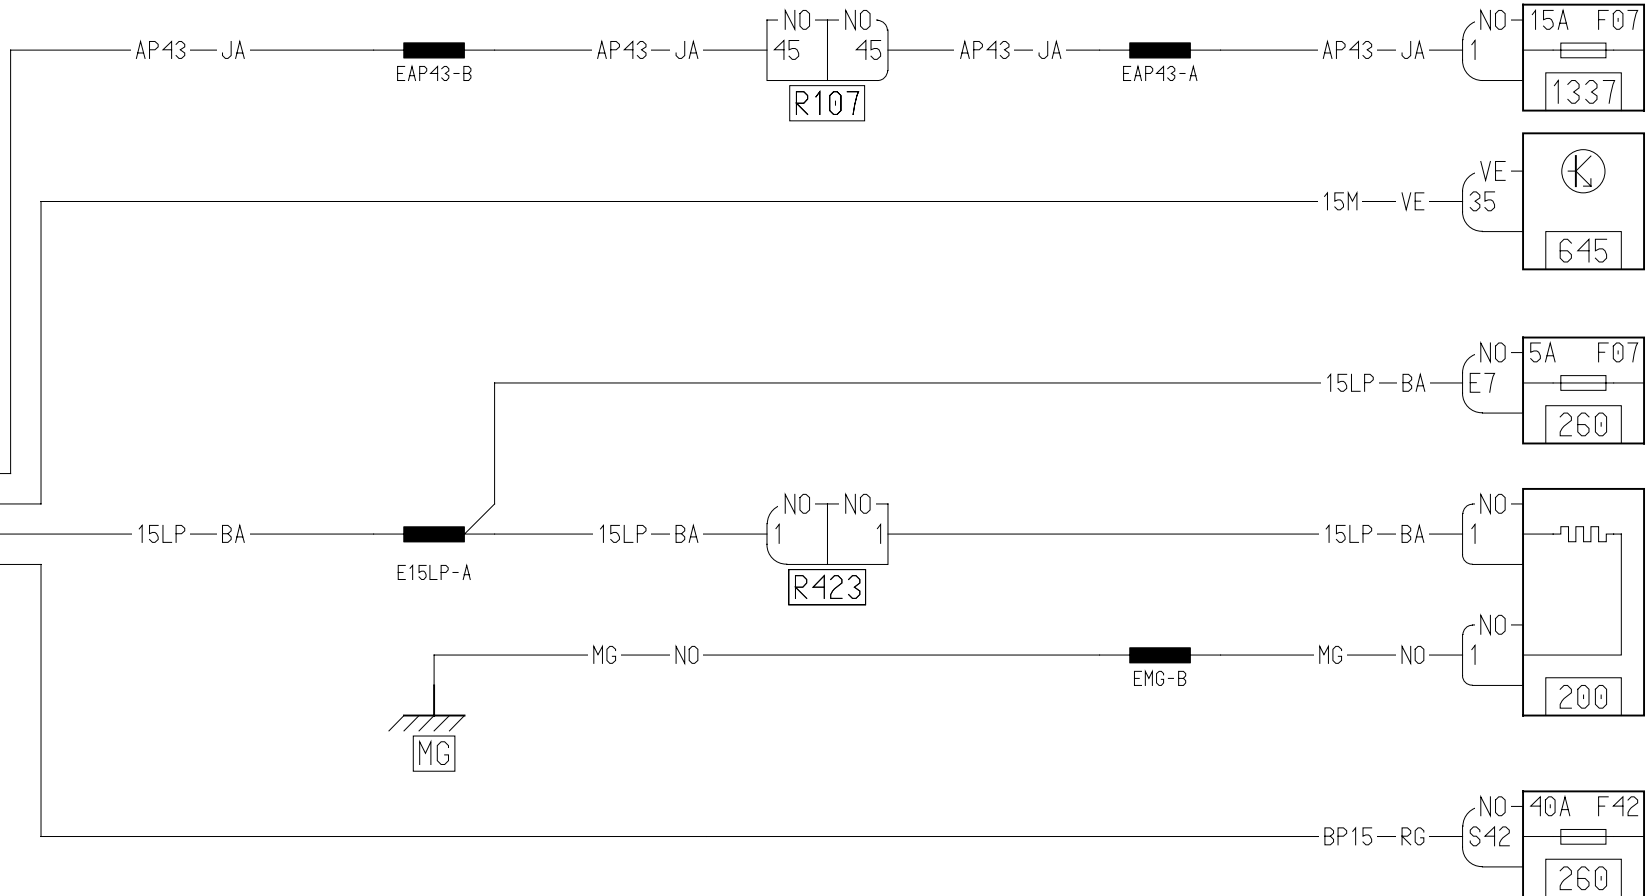 NO NO NO 15A F07
AP43 JA AP43 JA 45 45 AP43 JA AP43 JA 1
EAP43-B EAP43-A
R107 1337
VE
15M VE 35
645
NO 5A F07
15LP BA E7
260
NO NO NO
15LP BA 15LP BA 1 1 15LP BA 1
E15LP-A
R423
NO
MG NO MG NO 1
EMG-B
200
MG
NO 40A F42
BP15 RG S42
260